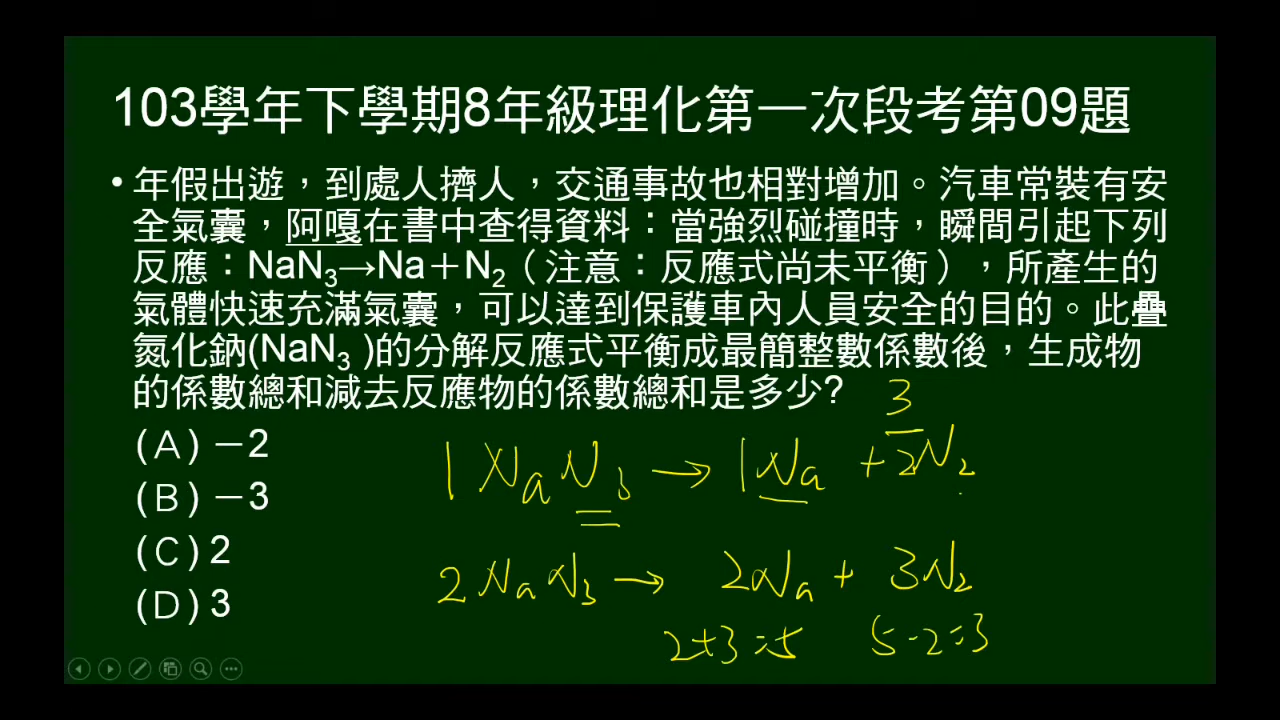 103學年下學期8年級理化第一次段考第09題
•年假出遊，到處人擠人，交通事故也相對增加。汽車常裝有安
全氣囊，阿嘎在書中查得資料：當強烈碰撞時，瞬間引起下列
反應：NaN₃→Na＋N₂（注意：反應式尚未平衡），所產生的
氣體快速充滿氣囊，可以達到保護車內人員安全的目的。此疊
氮化鈉(NaN₃ )的分解反應式平衡成最簡整數係數後，生成物
的係數總和減去反應物的係數總和是多少?
(A)－2
(B)－3
(C) 2
(D) 3
1 NaN₃ → 1Na + 3/2 N₂
2 NaN₃ → 2Na + 3N₂
2+3=5 5-2=3